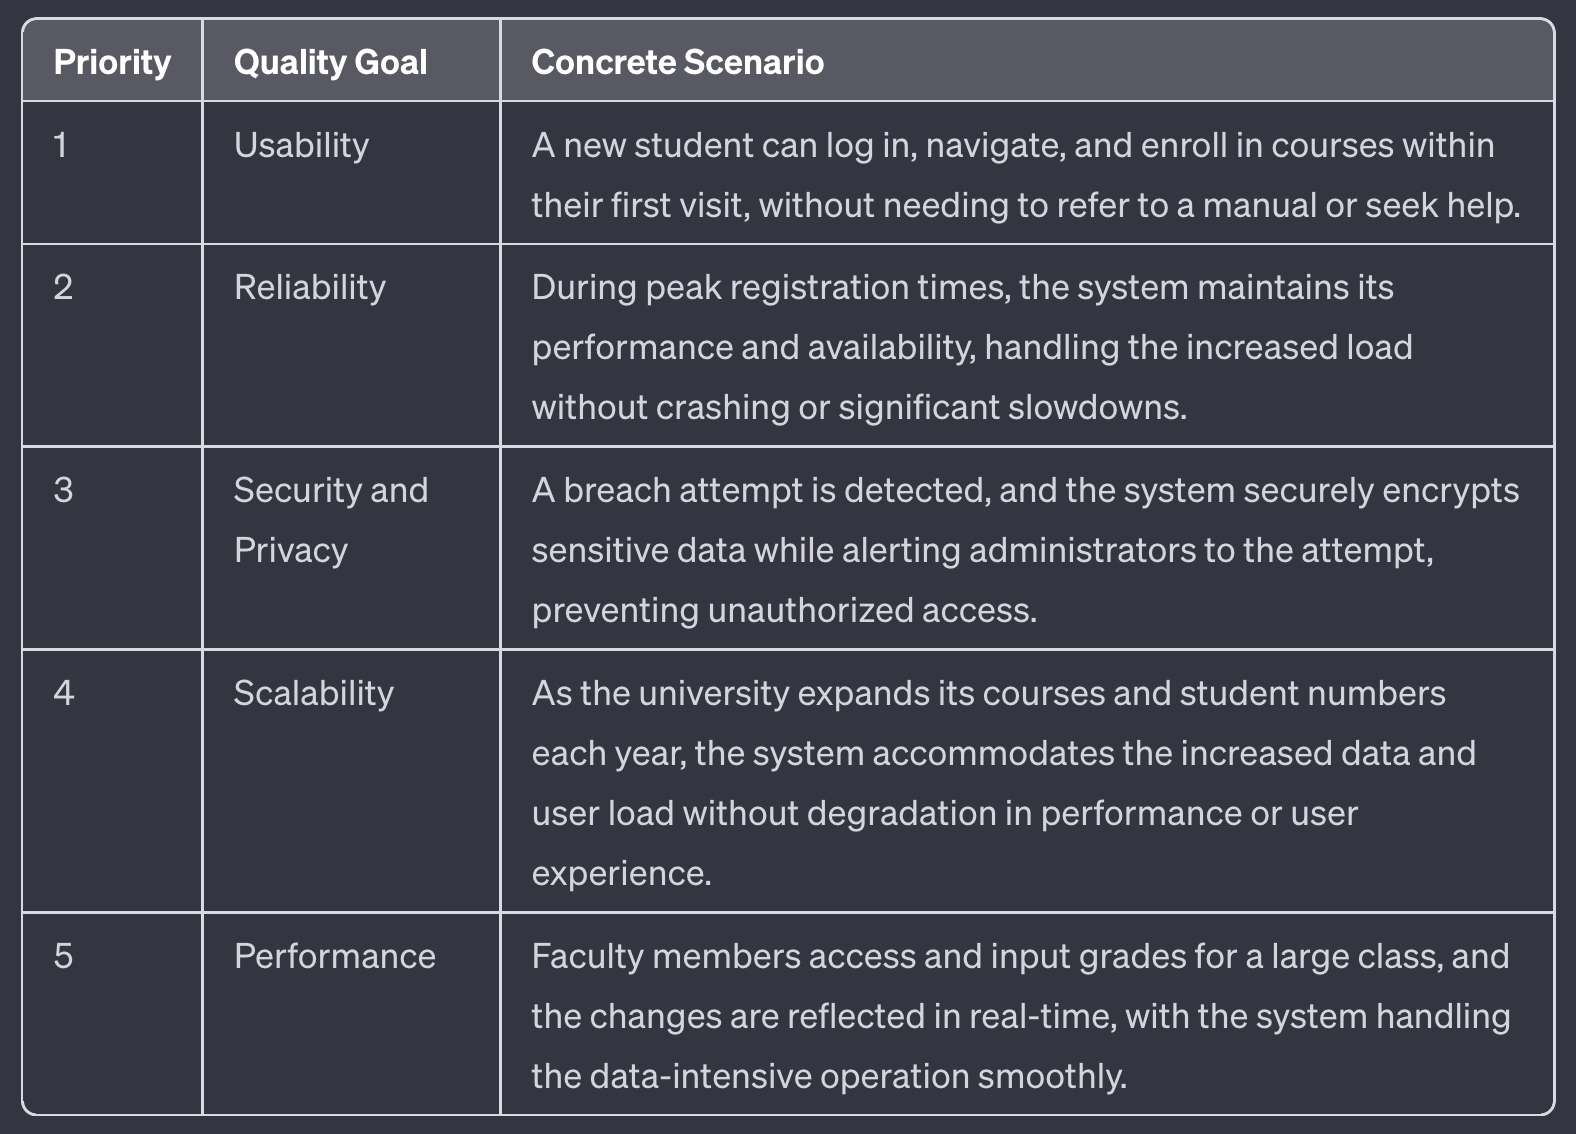 Priority Quality Goal Concrete Scenario
1 Usability A new student can log in, navigate, and enroll in courses within
their first visit, without needing to refer to a manual or seek help.
2 Reliability During peak registration times, the system maintains its
performance and availability, handling the increased load
without crashing or significant slowdowns.
3 Security and A breach attempt is detected, and the system securely encrypts
Privacy sensitive data while alerting administrators to the attempt,
preventing unauthorized access.
4 Scalability As the university expands its courses and student numbers
each year, the system accommodates the increased data and
user load without degradation in performance or user
experience.
5 Performance Faculty members access and input grades for a large class, and
the changes are reflected in real-time, with the system handling
the data-intensive operation smoothly.